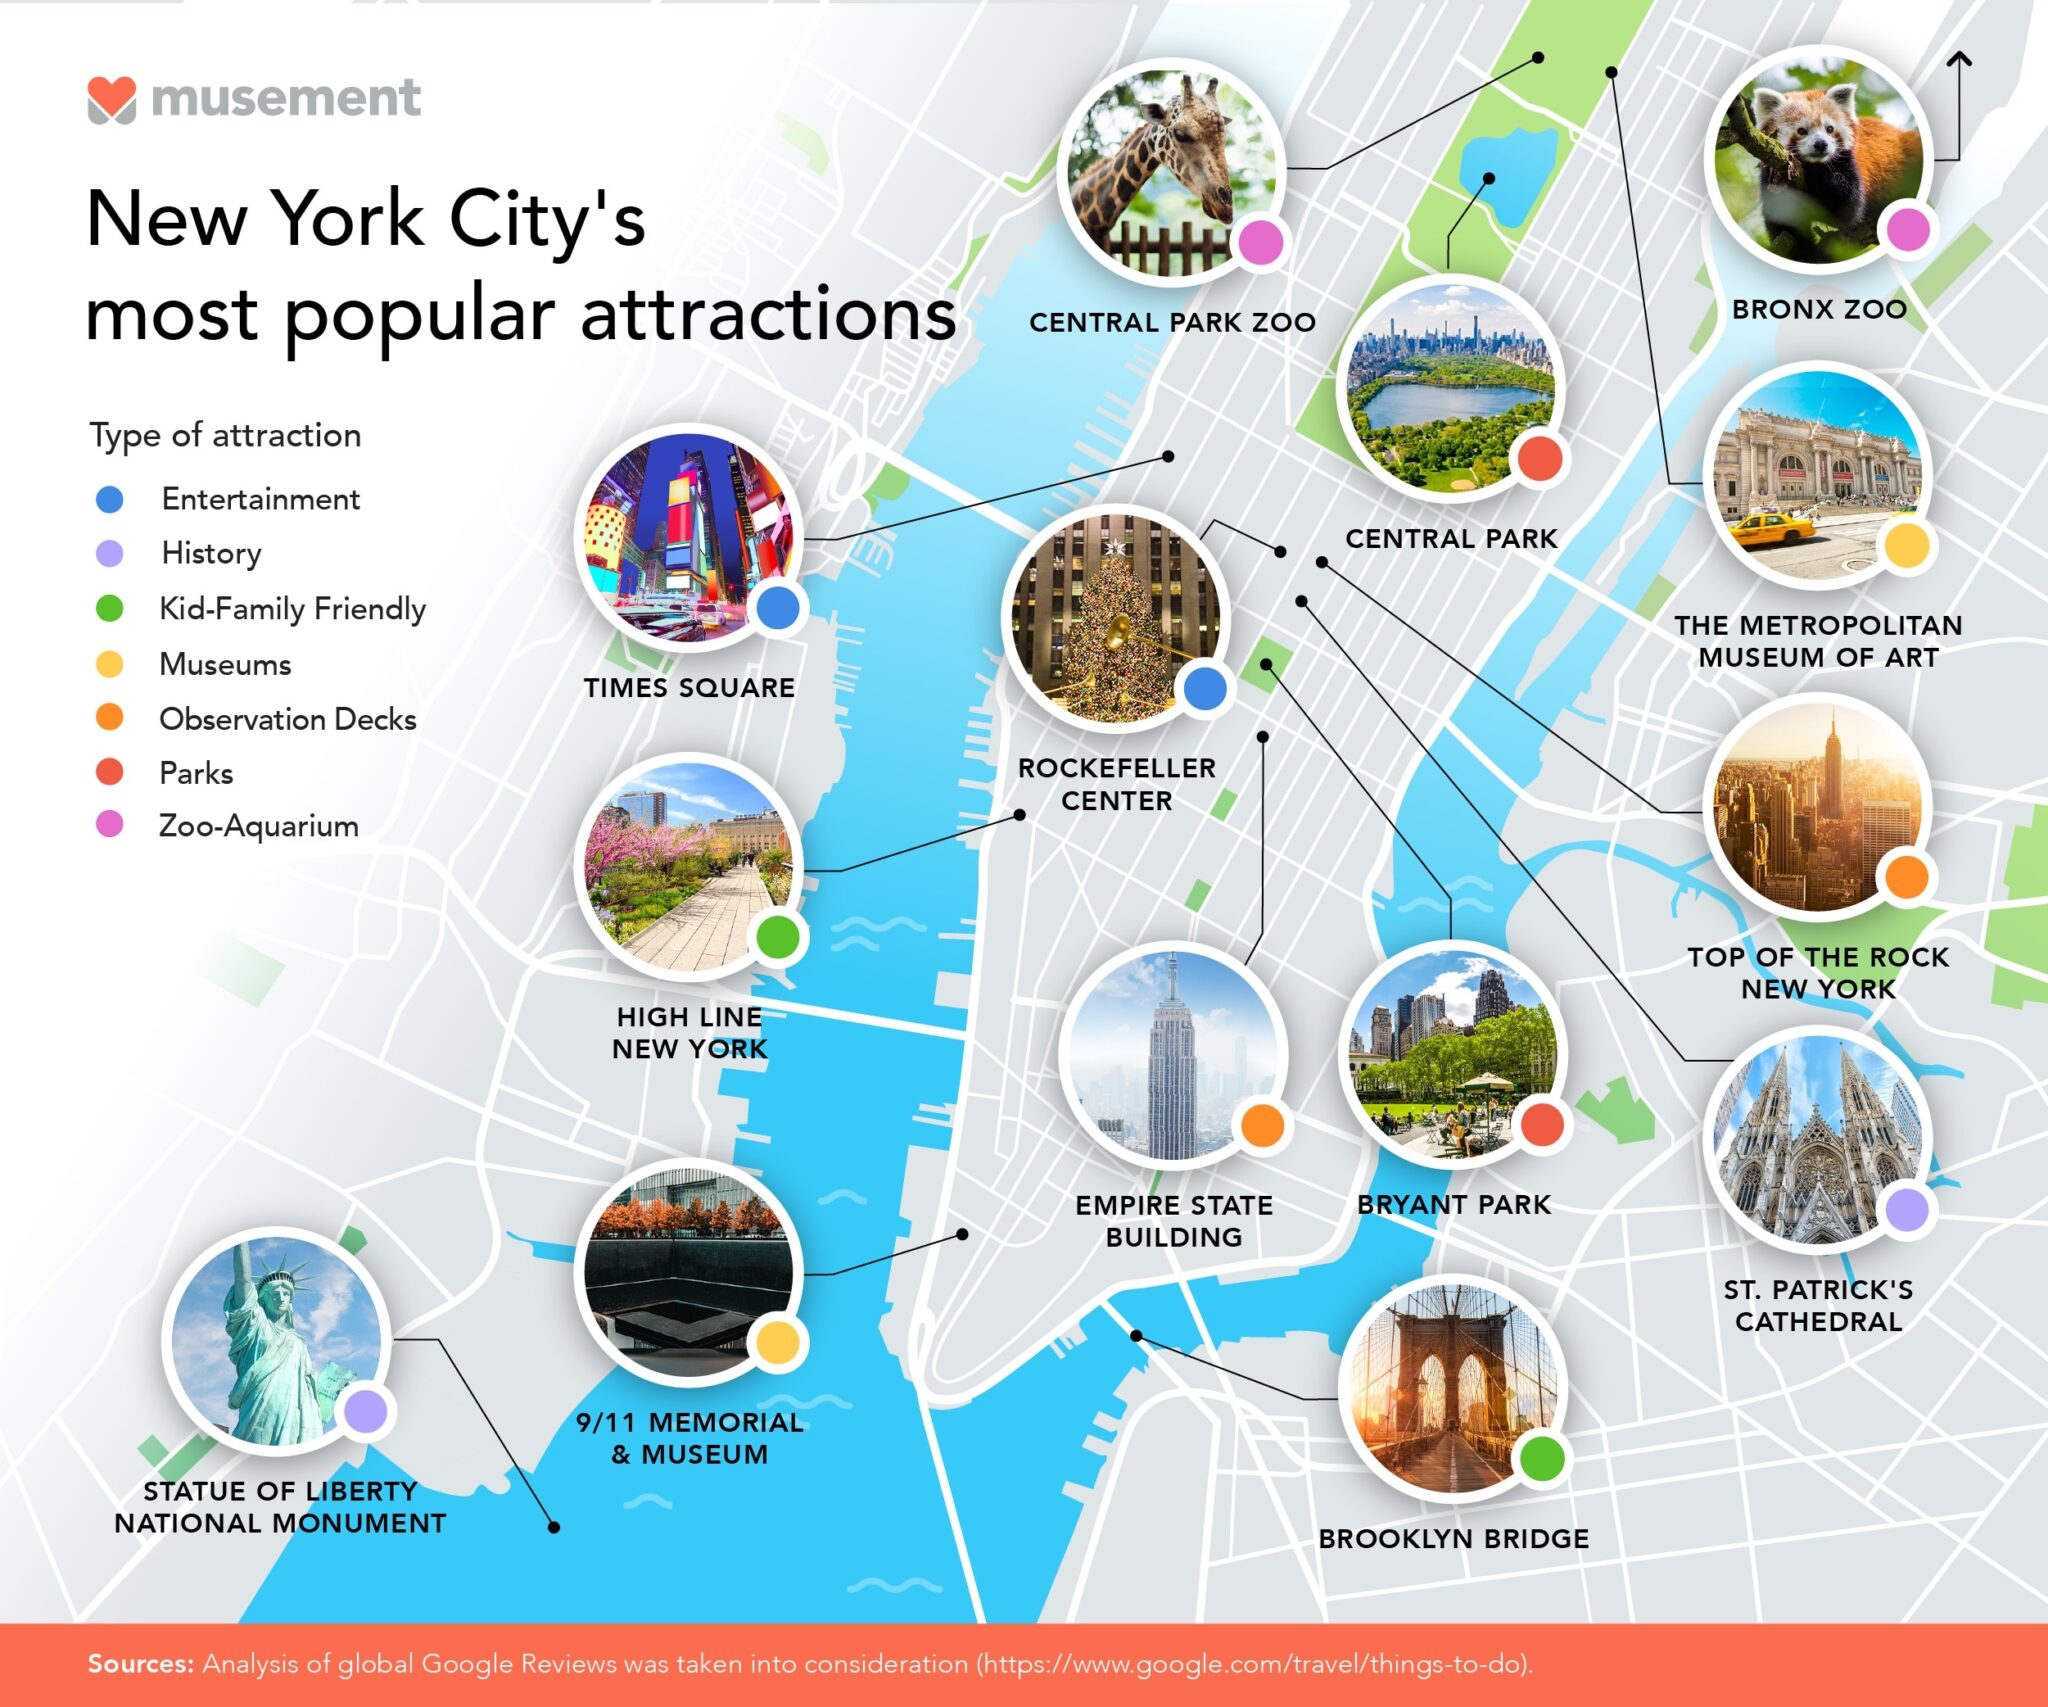 musement
New York City's
most popular attractions
Type of attraction
Entertainment
History
Kid-Family Friendly
Museums
Observation Decks
Parks
Zoo-Aquarium
CENTRAL PARK ZOO
BRONX ZOO
CENTRAL PARK
THE METROPOLITAN
MUSEUM OF ART
TIMES SQUARE
ROCKEFELLER
CENTER
TOP OF THE ROCK
NEW YORK
HIGH LINE
NEW YORK
EMPIRE STATE
BUILDING
BRYANT PARK
ST. PATRICK'S
CATHEDRAL
9/11 MEMORIAL
& MUSEUM
STATUE OF LIBERTY
NATIONAL MONUMENT
BROOKLYN BRIDGE
Sources: Analysis of global Google Reviews was taken into consideration (https://www.google.com/travel/things-to-do).